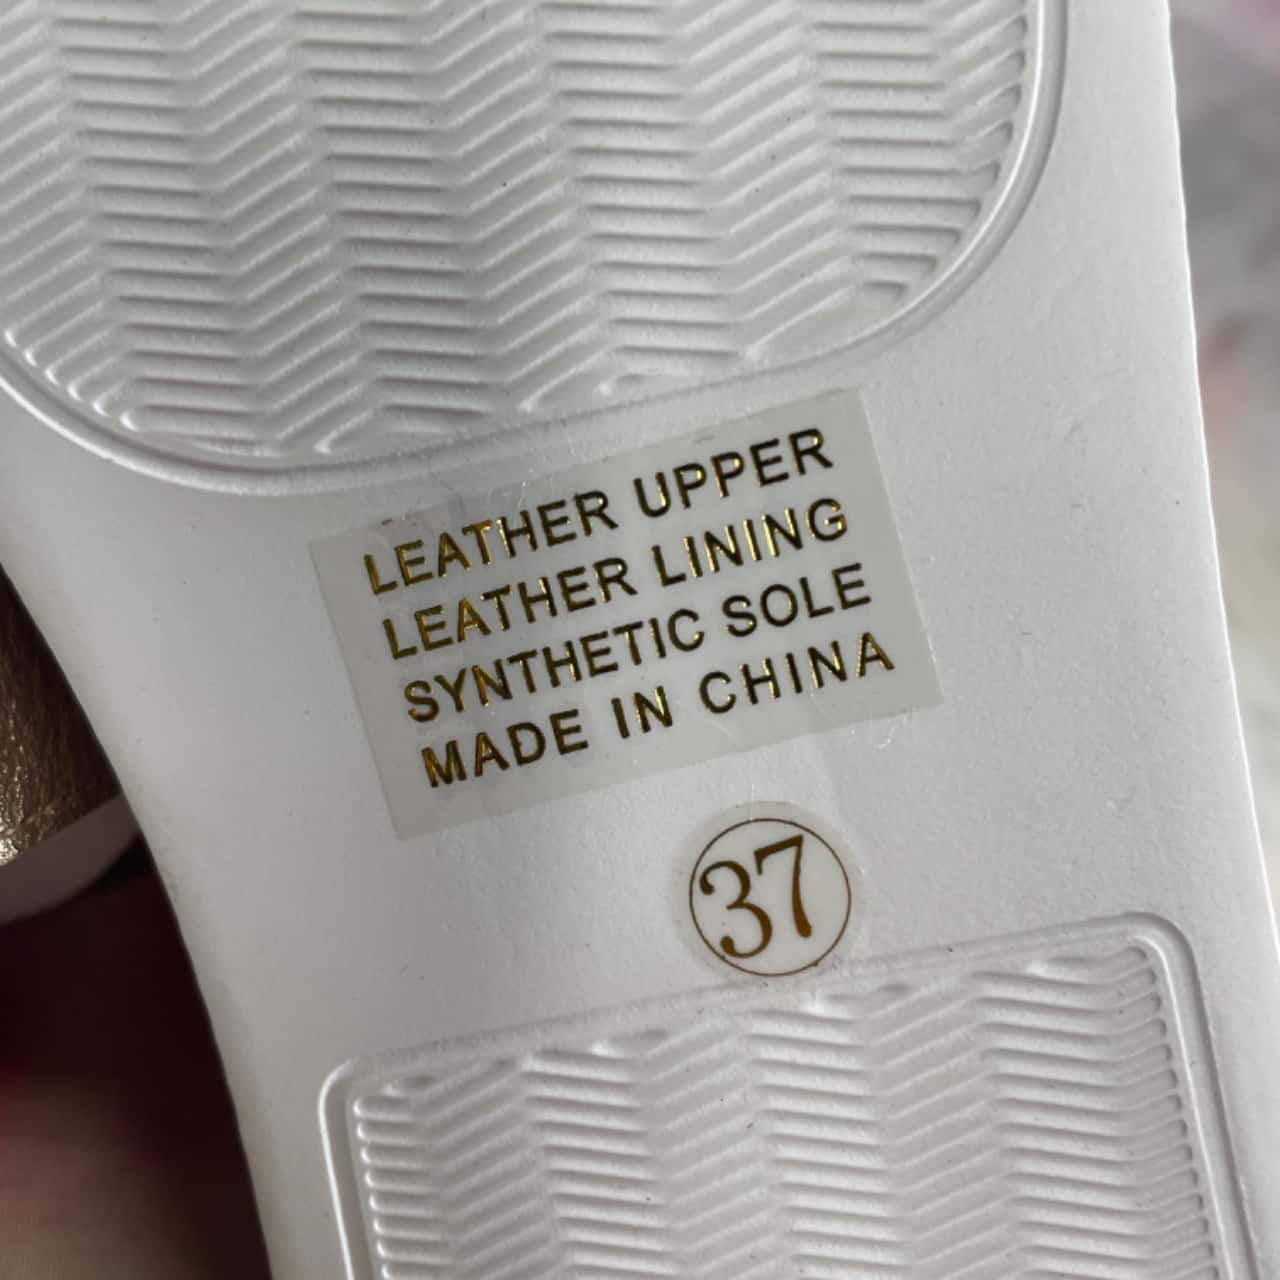 LEATHER UPPER
LEATHER LINING
SYNTHETIC SOLE
MADE IN CHINA
37